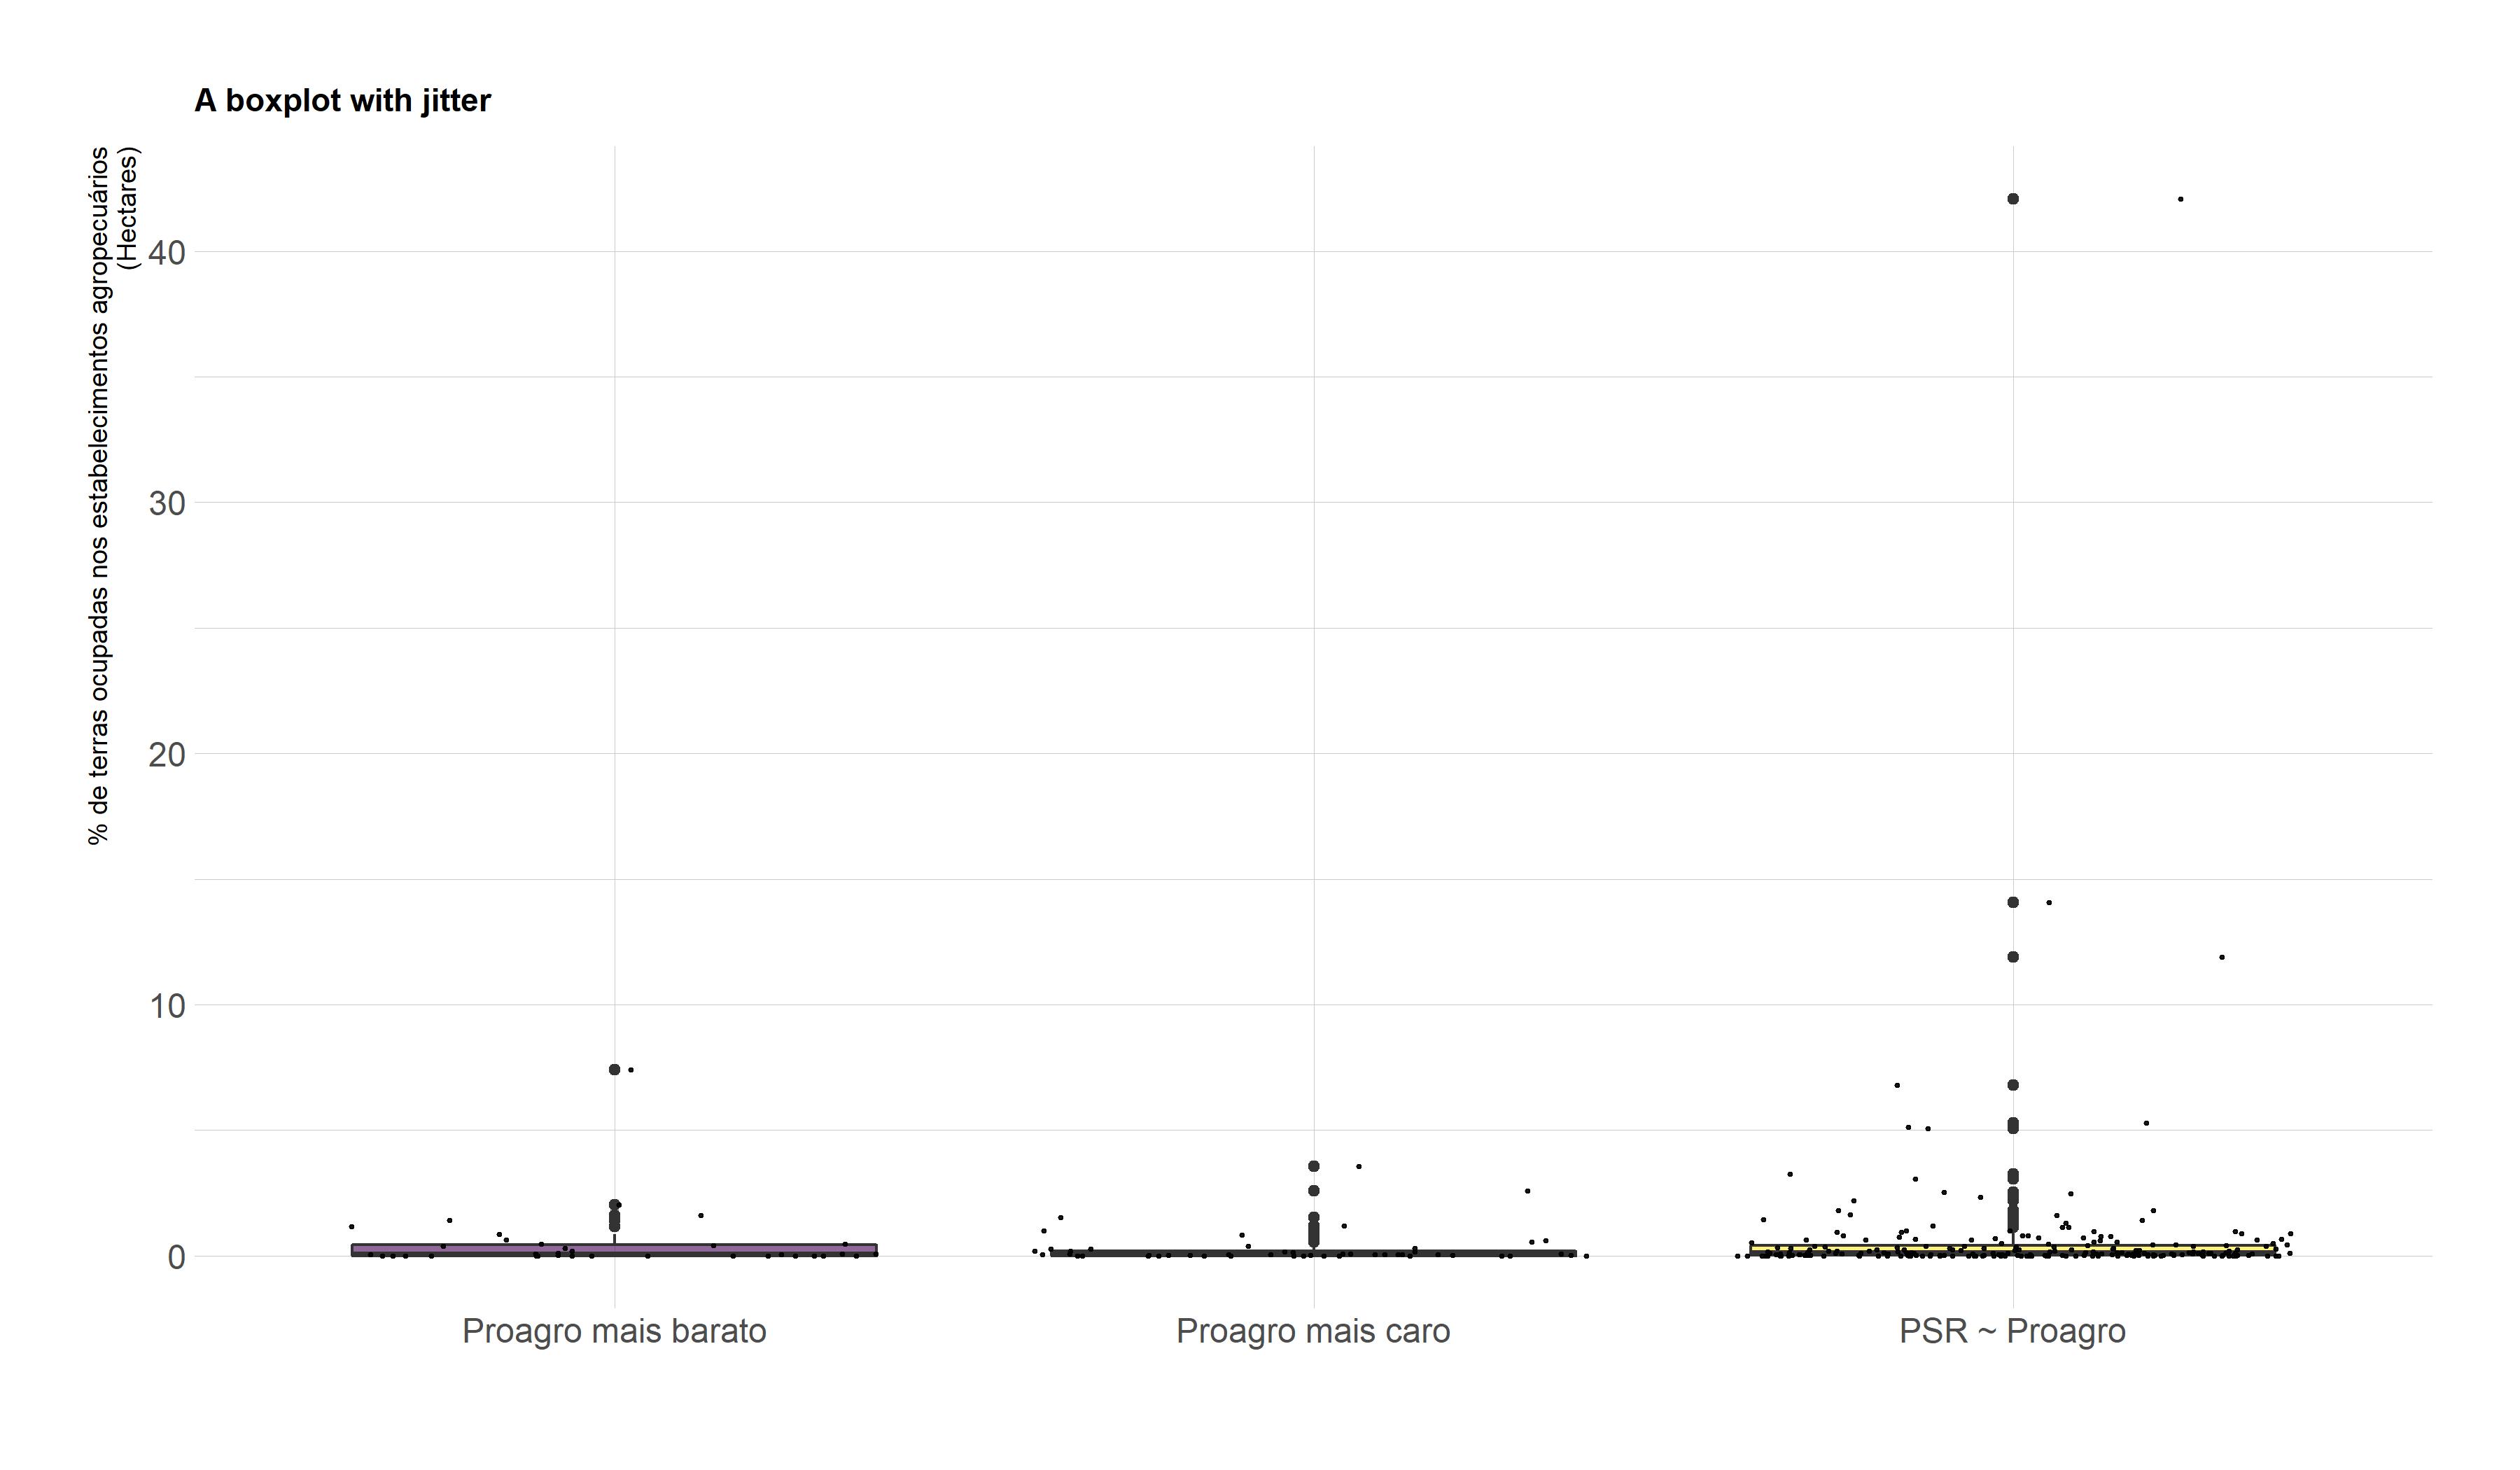 A boxplot with jitter
% de terras ocupadas nos estabelecimentos agropecuários
(Hectares)
40
30
20
10
0
Proagro mais barato
Proagro mais caro
PSR ~ Proagro